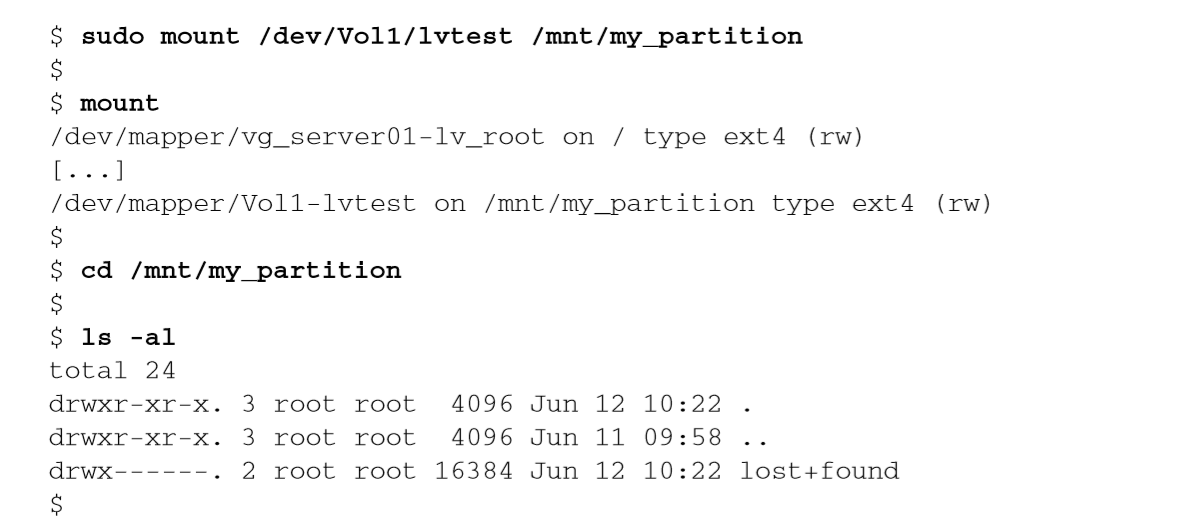 $ sudo mount /dev/Vol1/lvtest /mnt/my_partition
$
$ mount
/dev/mapper/vg_server01-lv_root on / type ext4 (rw)
[...]
/dev/mapper/Vol1-lvtest on /mnt/my_partition type ext4 (rw)
$
$ cd /mnt/my_partition
$
$ ls -al
total 24
drwxr-xr-x. 3 root root  4096 Jun 12 10:22 .
drwxr-xr-x. 3 root root  4096 Jun 11 09:58 ..
drwx------. 2 root root 16384 Jun 12 10:22 lost+found
$